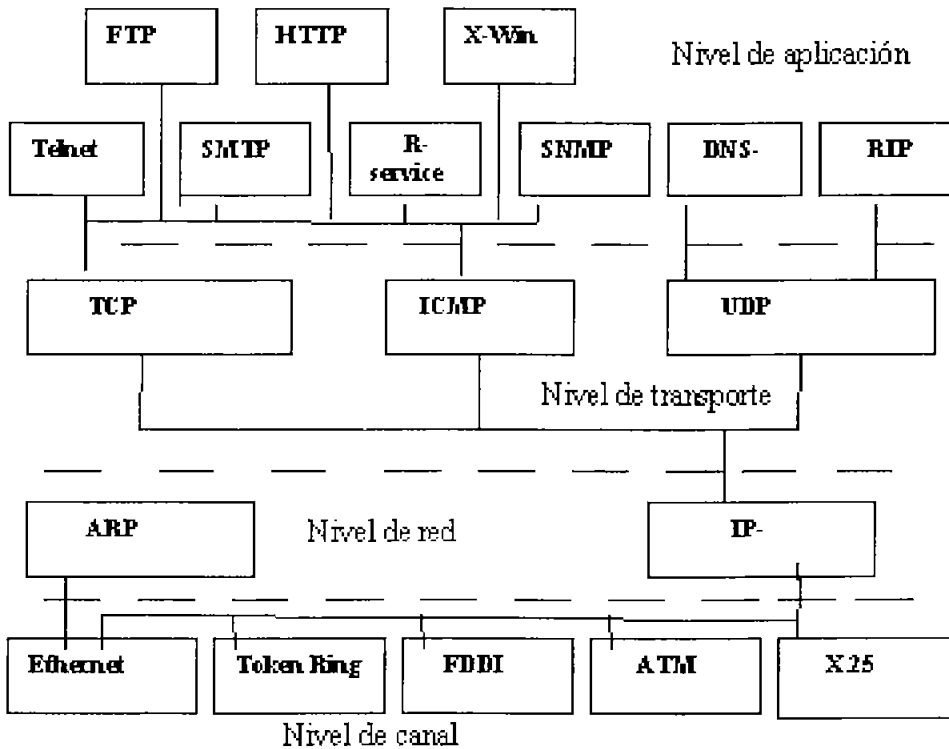 FTP
HTTP
X-Win
Nivel de aplicación
Telnet
SMTP
R-
service
SNMP
DNS-
RIP
TCP
ICMP
UDP
Nivel de transporte
ARP
Nivel de red
IP-
Ethernet
Token Ring
FDDI
ATM
X.25
Nivel de canal